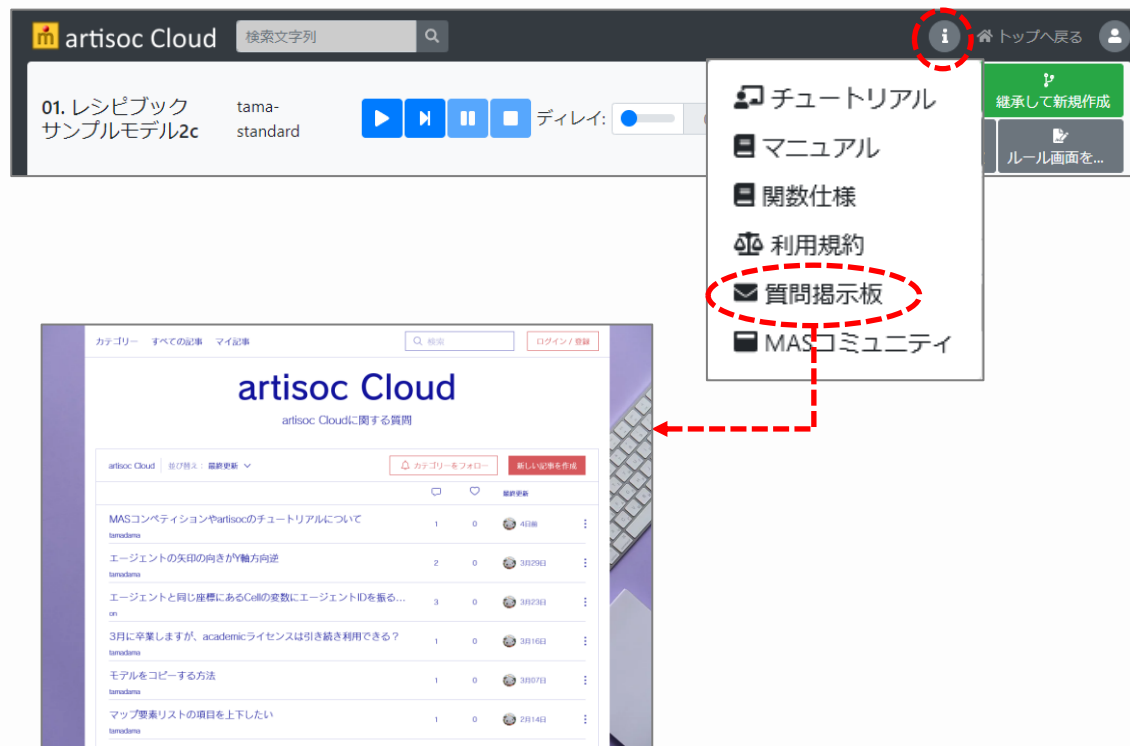 artisoc Cloud
検索文字列
トップへ戻る
01. レシピブック
サンプルモデル2c
tama-
standard
ディレイ:
継承して新規作成
ルール画面を...
チュートリアル
マニュアル
関数仕様
利用規約
質問掲示板
MASコミュニティ
カテゴリー すべての記事 マイ記事
検索
ログイン / 登録
artisoc Cloud
artisoc Cloudに関する質問
artisoc Cloud 並び替え： 最終更新
カテゴリーをフォロー
新しい記事を作成
最終更新
MASコンペティションやartisocのチュートリアルについて
tamadama
1 0 4日前
エージェントの矢印の向きがY軸方向逆
tamadama
2 0 3月29日
エージェントと同じ座標にあるCellの変数にエージェントIDを振る...
on
3 0 3月23日
3月に卒業しますが、academicライセンスは引き続き利用できる？
tamadama
1 0 3月16日
モデルをコピーする方法
tamadama
1 0 3月07日
マップ要素リストの項目を上下したい
tamadama
1 0 2月14日